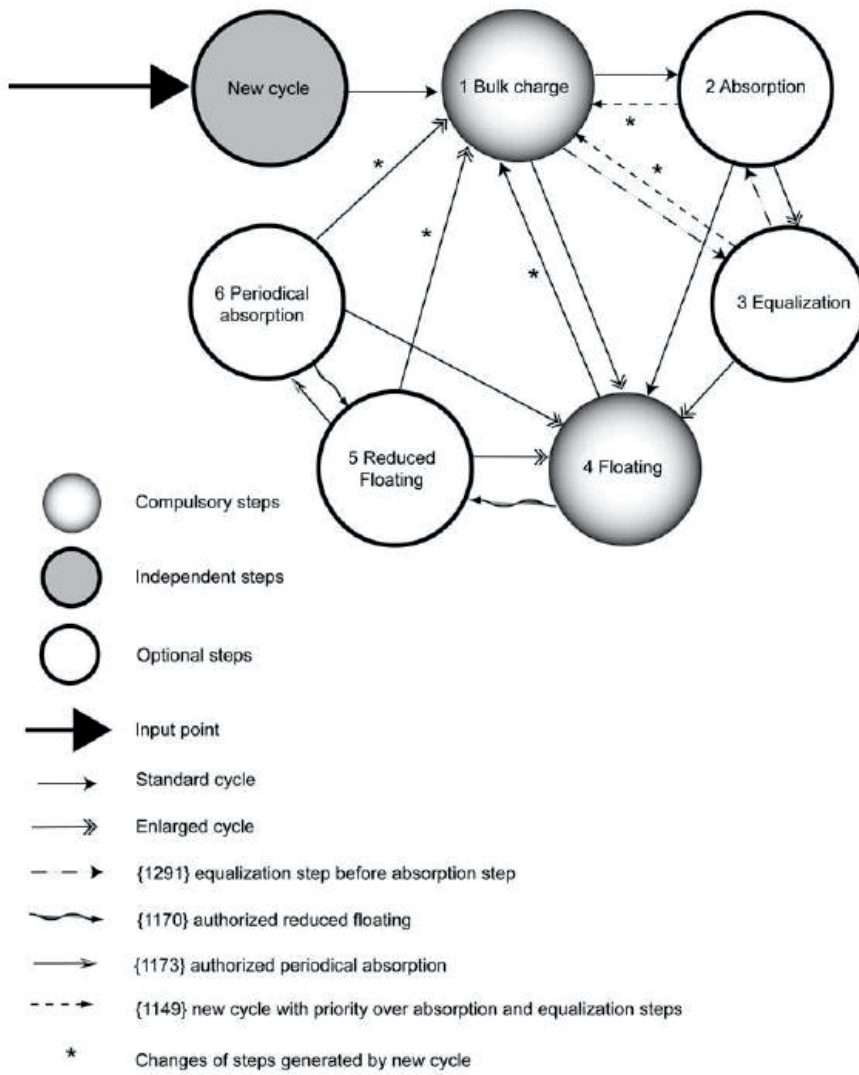 New cycle
1 Bulk charge
2 Absorption
*
*
*
*
*
6 Periodical
absorption
3 Equalization
5 Reduced
Floating
4 Floating
Compulsory steps
Independent steps
Optional steps
Input point
Standard cycle
Enlarged cycle
{1291} equalization step before absorption step
{1170} authorized reduced floating
{1173} authorized periodical absorption
{1149} new cycle with priority over absorption and equalization steps
* Changes of steps generated by new cycle